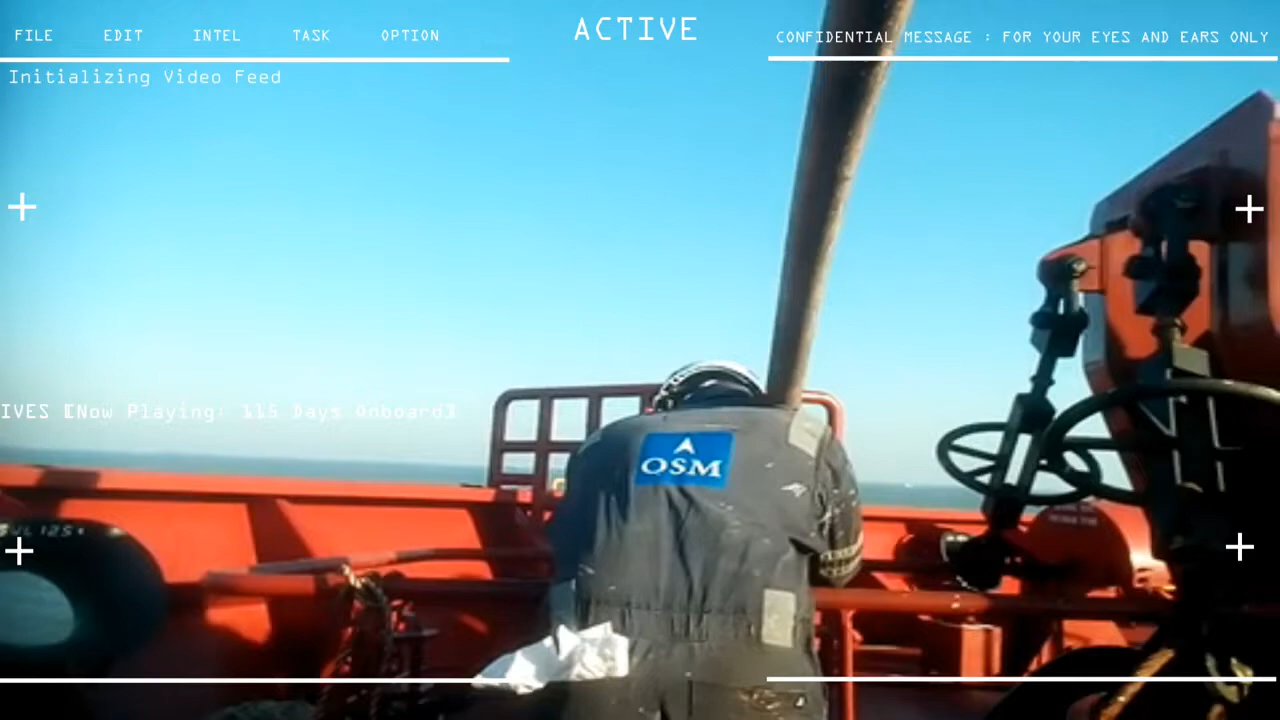 FILE EDIT INTEL TASK OPTION
ACTIVE
CONFIDENTIAL MESSAGE : FOR YOUR EYES AND EARS ONLY
Initializing Video Feed
IVES [Now Playing: 115 Days Onboard]
OSM